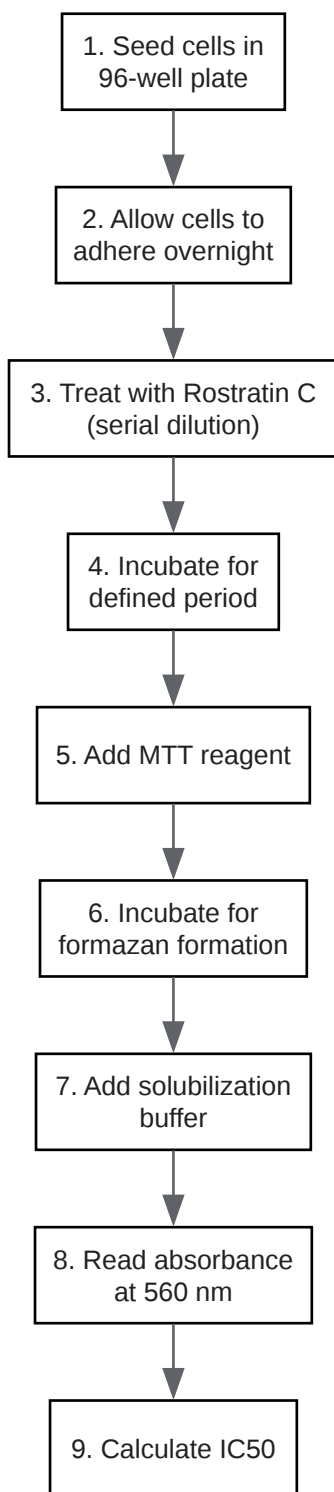 1. Seed cells in
96-well plate
2. Allow cells to
adhere overnight
3. Treat with Rostratin C
(serial dilution)
4. Incubate for
defined period
5. Add MTT reagent
6. Incubate for
formazan formation
7. Add solubilization
buffer
8. Read absorbance
at 560 nm
9. Calculate IC50